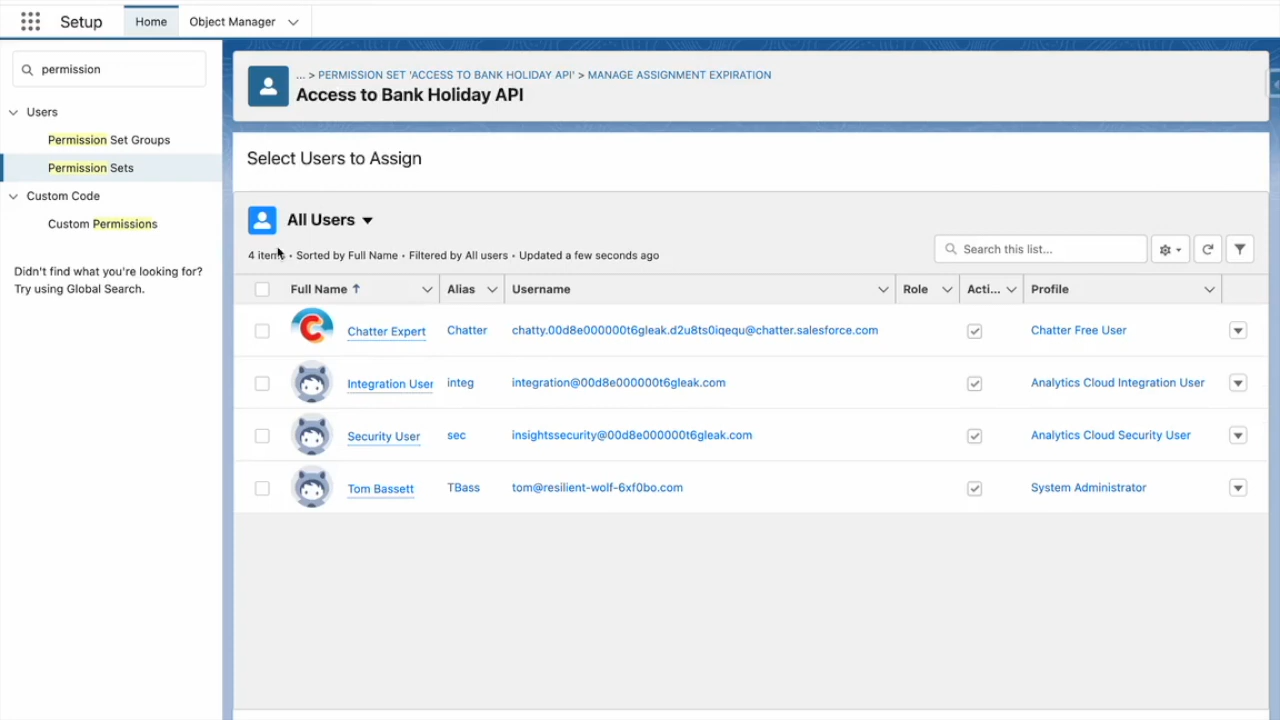 Setup
Home
Object Manager
permission
Users
Permission Set Groups
Permission Sets
Custom Code
Custom Permissions
Didn't find what you're looking for?
Try using Global Search.
... > PERMISSION SET 'ACCESS TO BANK HOLIDAY API' > MANAGE ASSIGNMENT EXPIRATION
Access to Bank Holiday API
Select Users to Assign
All Users
4 items • Sorted by Full Name • Filtered by All users • Updated a few seconds ago
Search this list...
Full Name ↑ Alias Username Role Acti... Profile
Chatter Expert Chatter chatty.00d8e000000t6gleak.d2u8ts0iqequ@chatter.salesforce.com Chatter Free User
Integration User integ integration@00d8e000000t6gleak.com Analytics Cloud Integration User
Security User sec insightssecurity@00d8e000000t6gleak.com Analytics Cloud Security User
Tom Bassett TBass tom@resilient-wolf-6xf0bo.com System Administrator